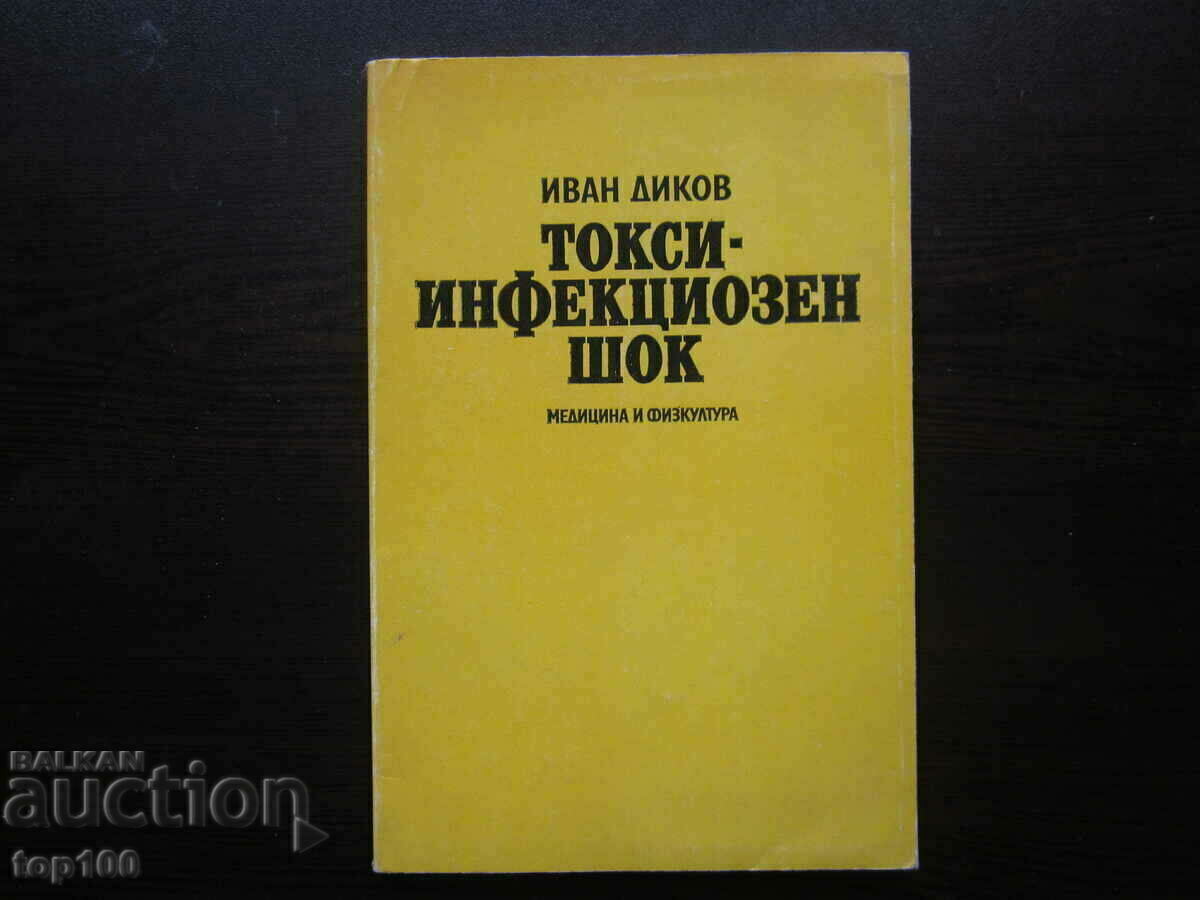 ИВАН ДИКОВ
ТОКСИ-
ИНФЕКЦИОЗЕН
ШОК
МЕДИЦИНА И ФИЗКУЛТУРА
BALKAN
auction
top100